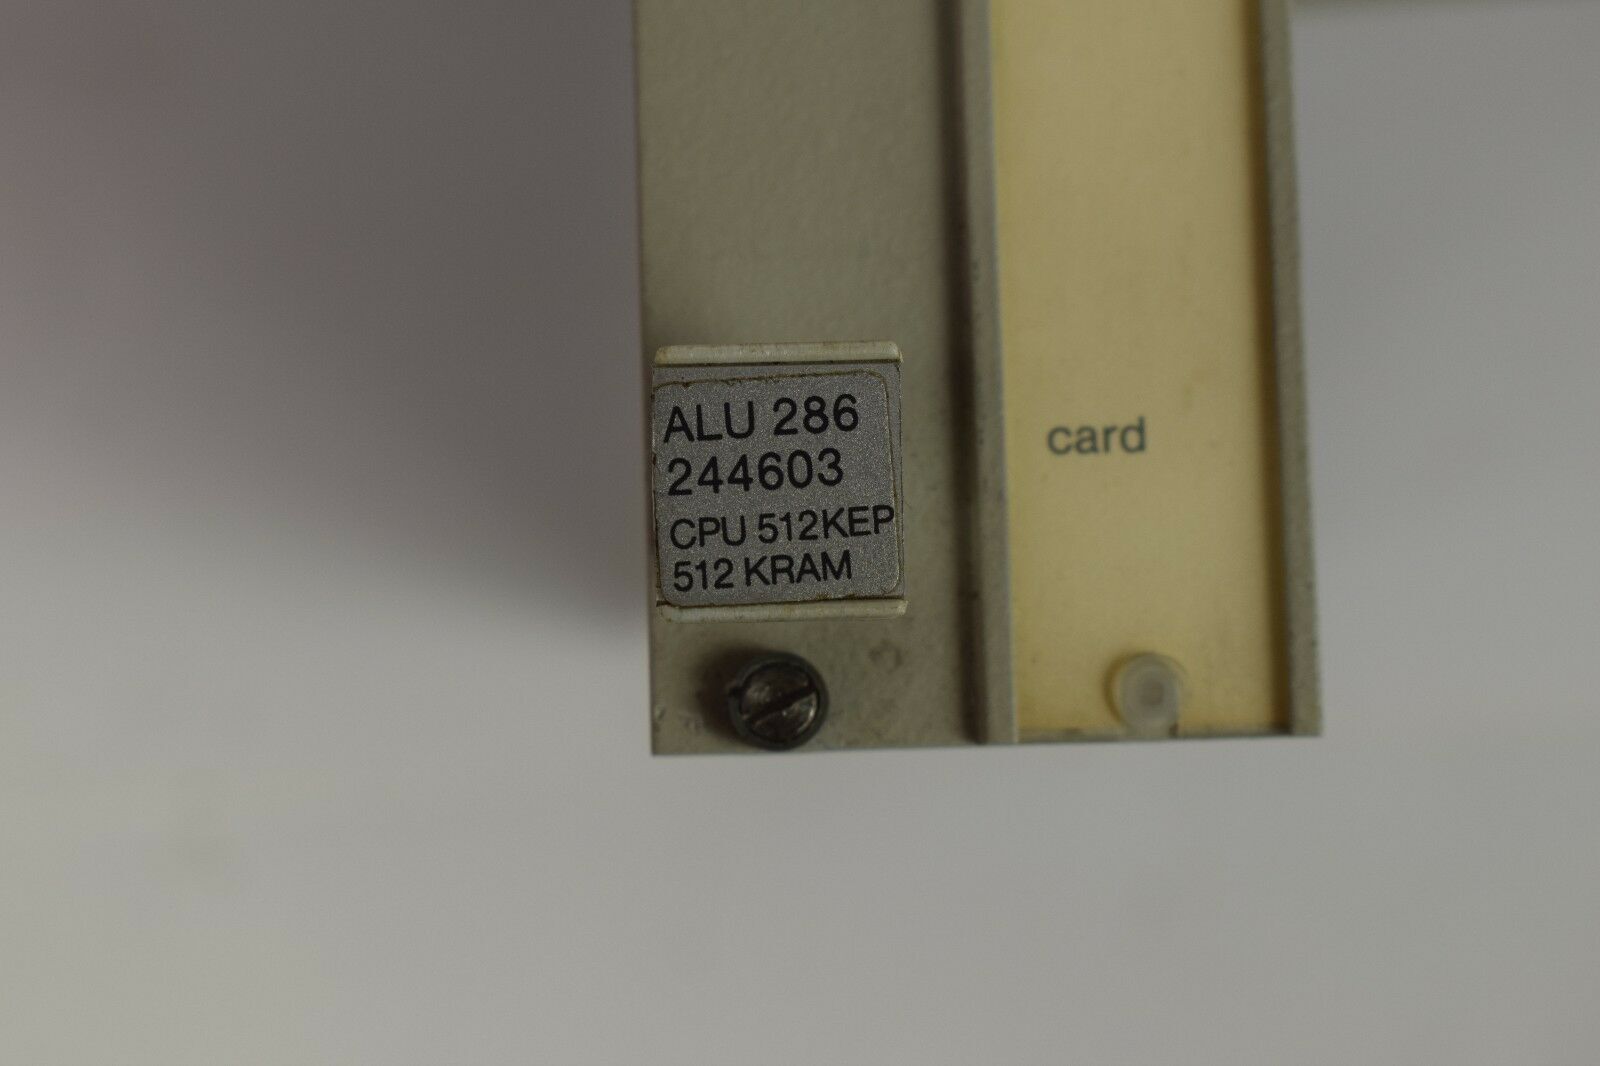 ALU 286
244603
CPU 512KEP
512 KRAM
card